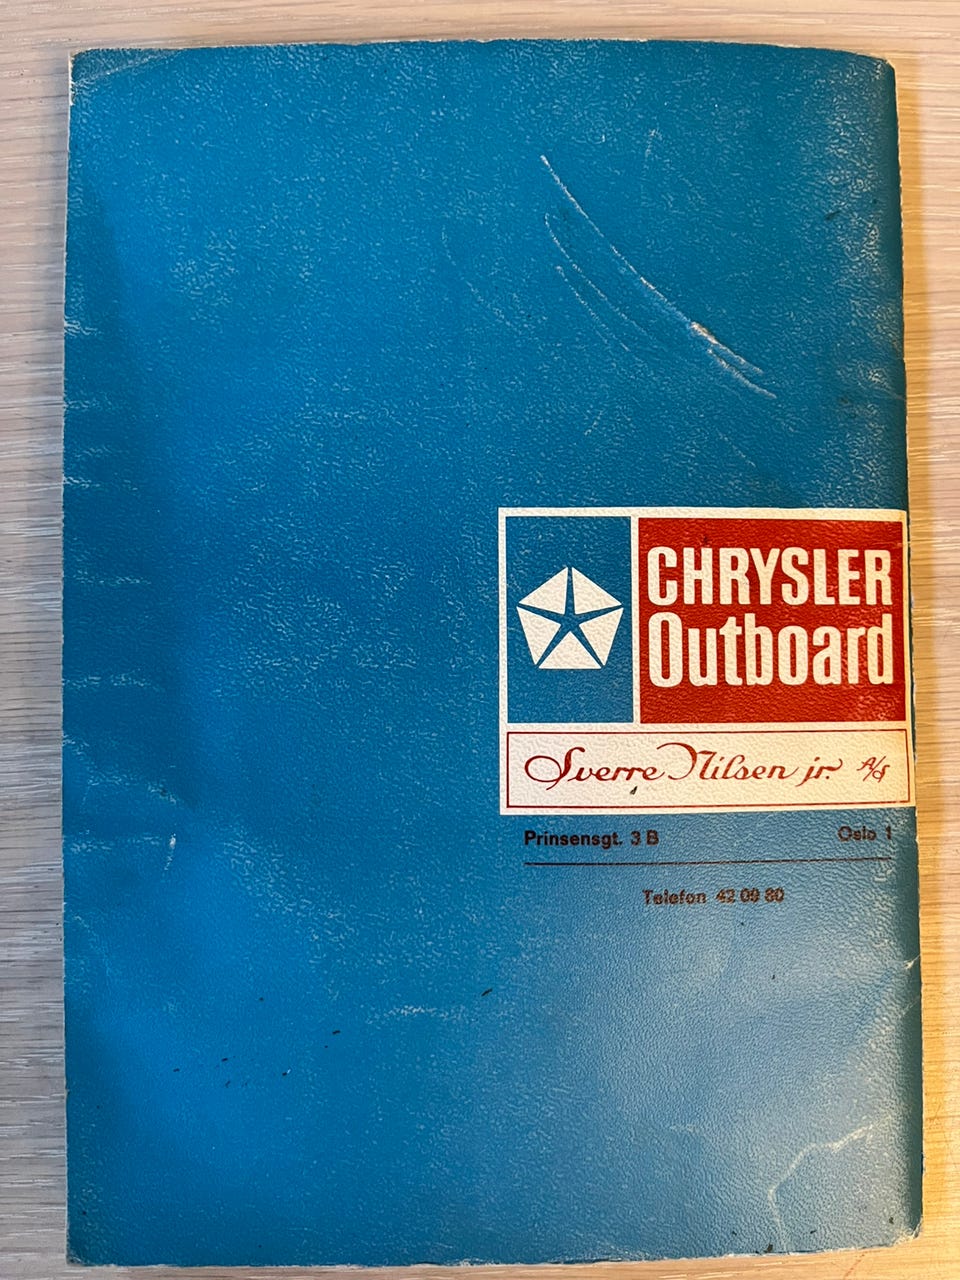 CHRYSLER
Outboard
Sverre Nilsen jr. A/S
Prinsensgt. 3 B Oslo 1
Telefon 42 09 80